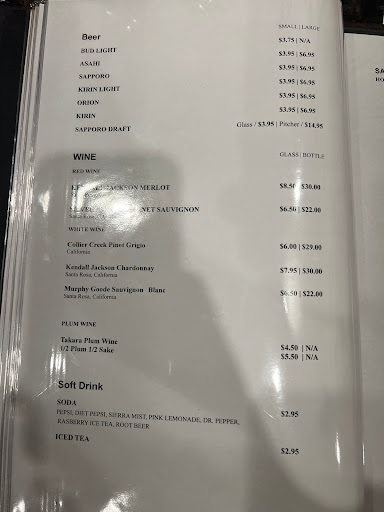 SMALL | LARGE
Beer
BUD LIGHT $3.75 | N/A
ASAHI $3.95 | $6.95
SAPPORO $3.95 | $6.95
KIRIN LIGHT $3.95 | $6.95
ORION $3.95 | $6.95
KIRIN $3.95 | $6.95
SAPPORO DRAFT Glass / $3.95 | Pitcher / $14.95
WINE GLASS | BOTTLE
RED WINE
JACKSON MERLOT $8.50 | $30.00
SAUVIGNON $6.50 | $22.00
Santa Rosa,
WHITE WINE
Collier Creek Pinot Grigio $6.00 | $29.00
California
Kendall Jackson Chardonnay $7.95 | $30.00
Santa Rosa, California
Murphy Goode Sauvignon Blanc $6.50 | $22.00
Santa Rosa, California
PLUM WINE
Takara Plum Wine $4.50 | N/A
1/2 Plum 1/2 Sake $5.50 | N/A
Soft Drink
SODA $2.95
PEPSI, DIET PEPSI, SIERRA MIST, PINK LEMONADE, DR. PEPPER,
RASBERRY ICE TEA, ROOT BEER
ICED TEA $2.95
SA